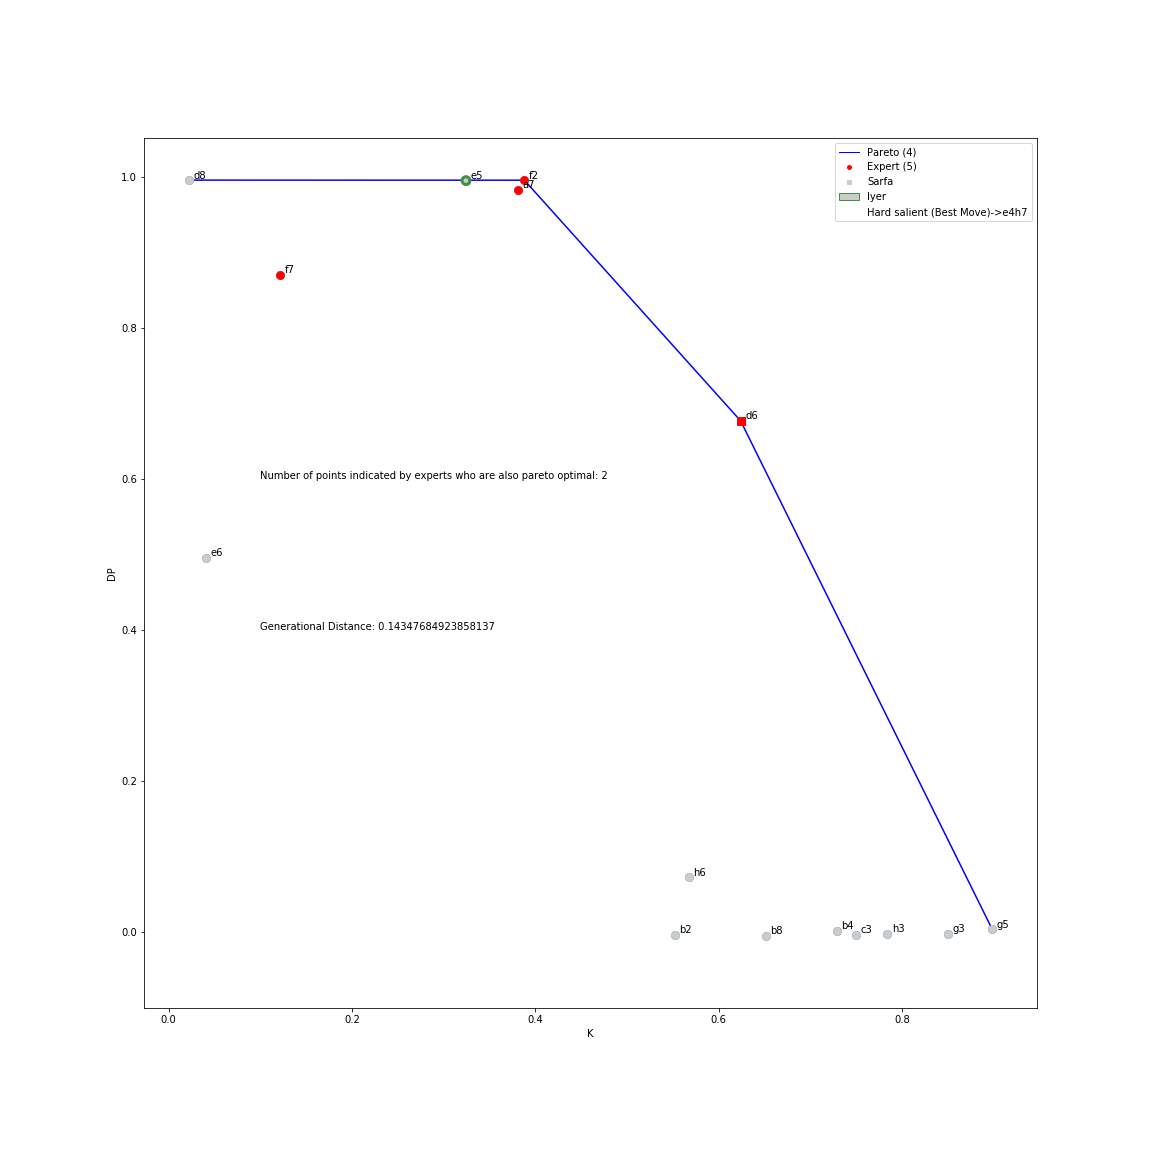 Pareto (4)
Expert (5)
Sarfa
Iyer
Hard salient (Best Move)->e4h7
1.0
d8
e5
f2
f7
0.8
d6
Number of points indicated by experts who are also pareto optimal: 2
0.6
e6
DP
Generational Distance: 0.14347684923858137
0.4
0.2
h6
0.0
b2
b8
b4
c3
h3
g3
g5
0.0
0.2
0.4
0.6
0.8
K